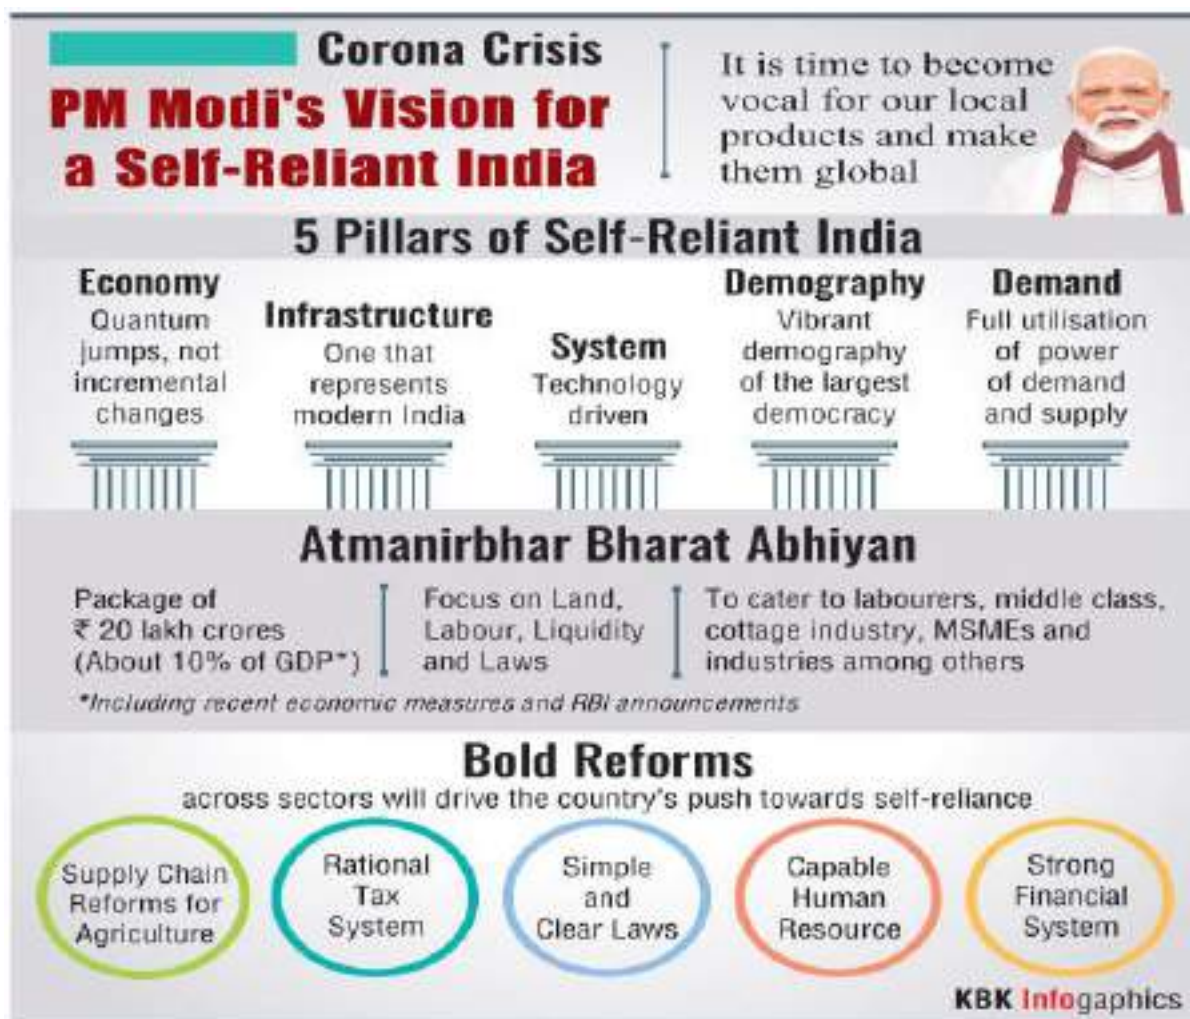 Corona Crisis
PM Modi's Vision for
a Self-Reliant India
It is time to become
vocal for our local
products and make
them global
5 Pillars of Self-Reliant India
Economy
Quantum
jumps, not
incremental
changes
Infrastructure
One that
represents
modern India
System
Technology
driven
Demography
Vibrant
demography
of the largest
democracy
Demand
Full utilisation
of power
of demand
and supply
Atmanirbhar Bharat Abhiyan
Package of
₹ 20 lakh crores
(About 10% of GDP*)
Focus on Land,
Labour, Liquidity
and Laws
To cater to labourers, middle class,
cottage industry, MSMEs and
industries among others
*Including recent economic measures and RBI announcements
Bold Reforms
across sectors will drive the country's push towards self-reliance
Supply Chain
Reforms for
Agriculture
Rational
Tax
System
Simple
and
Clear Laws
Capable
Human
Resource
Strong
Financial
System
KBK Infographics